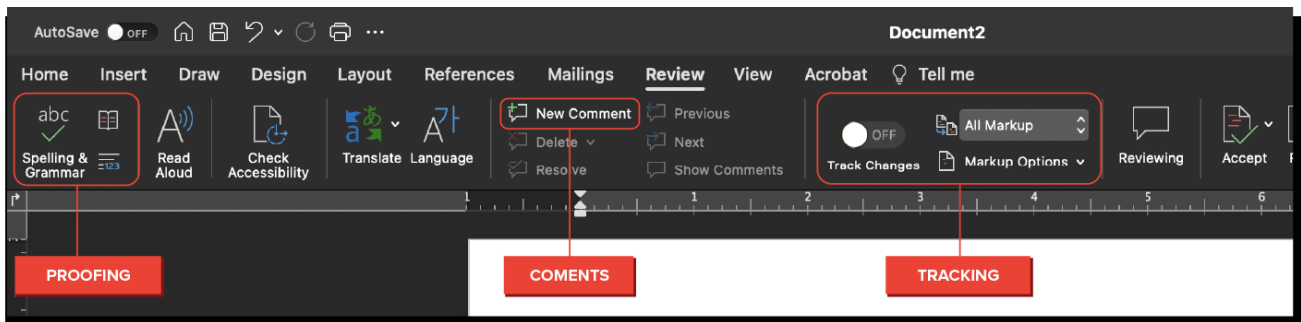 AutoSave OFF
Document2
Home Insert Draw Design Layout References Mailings Review View Acrobat Tell me
abc
123
Spelling &
Grammar
Read
Aloud
Check
Accessibility
Translate
Language
New Comment
Delete
Resolve
Previous
Next
Show Comments
OFF
Track Changes
All Markup
Markup Options
Reviewing
Accept
1 1 2 3 4 5 6
PROOFING
COMENTS
TRACKING